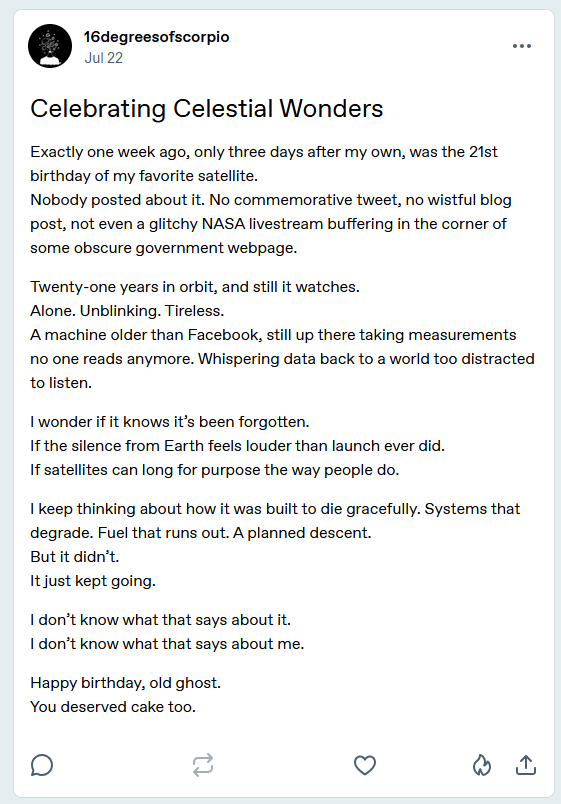 16degreesofscorpio
Jul 22
Celebrating Celestial Wonders
Exactly one week ago, only three days after my own, was the 21st
birthday of my favorite satellite.
Nobody posted about it. No commemorative tweet, no wistful blog
post, not even a glitchy NASA livestream buffering in the corner of
some obscure government webpage.
Twenty-one years in orbit, and still it watches.
Alone. Unblinking. Tireless.
A machine older than Facebook, still up there taking measurements
no one reads anymore. Whispering data back to a world too distracted
to listen.
I wonder if it knows it’s been forgotten.
If the silence from Earth feels louder than launch ever did.
If satellites can long for purpose the way people do.
I keep thinking about how it was built to die gracefully. Systems that
degrade. Fuel that runs out. A planned descent.
But it didn’t.
It just kept going.
I don’t know what that says about it.
I don’t know what that says about me.
Happy birthday, old ghost.
You deserved cake too.